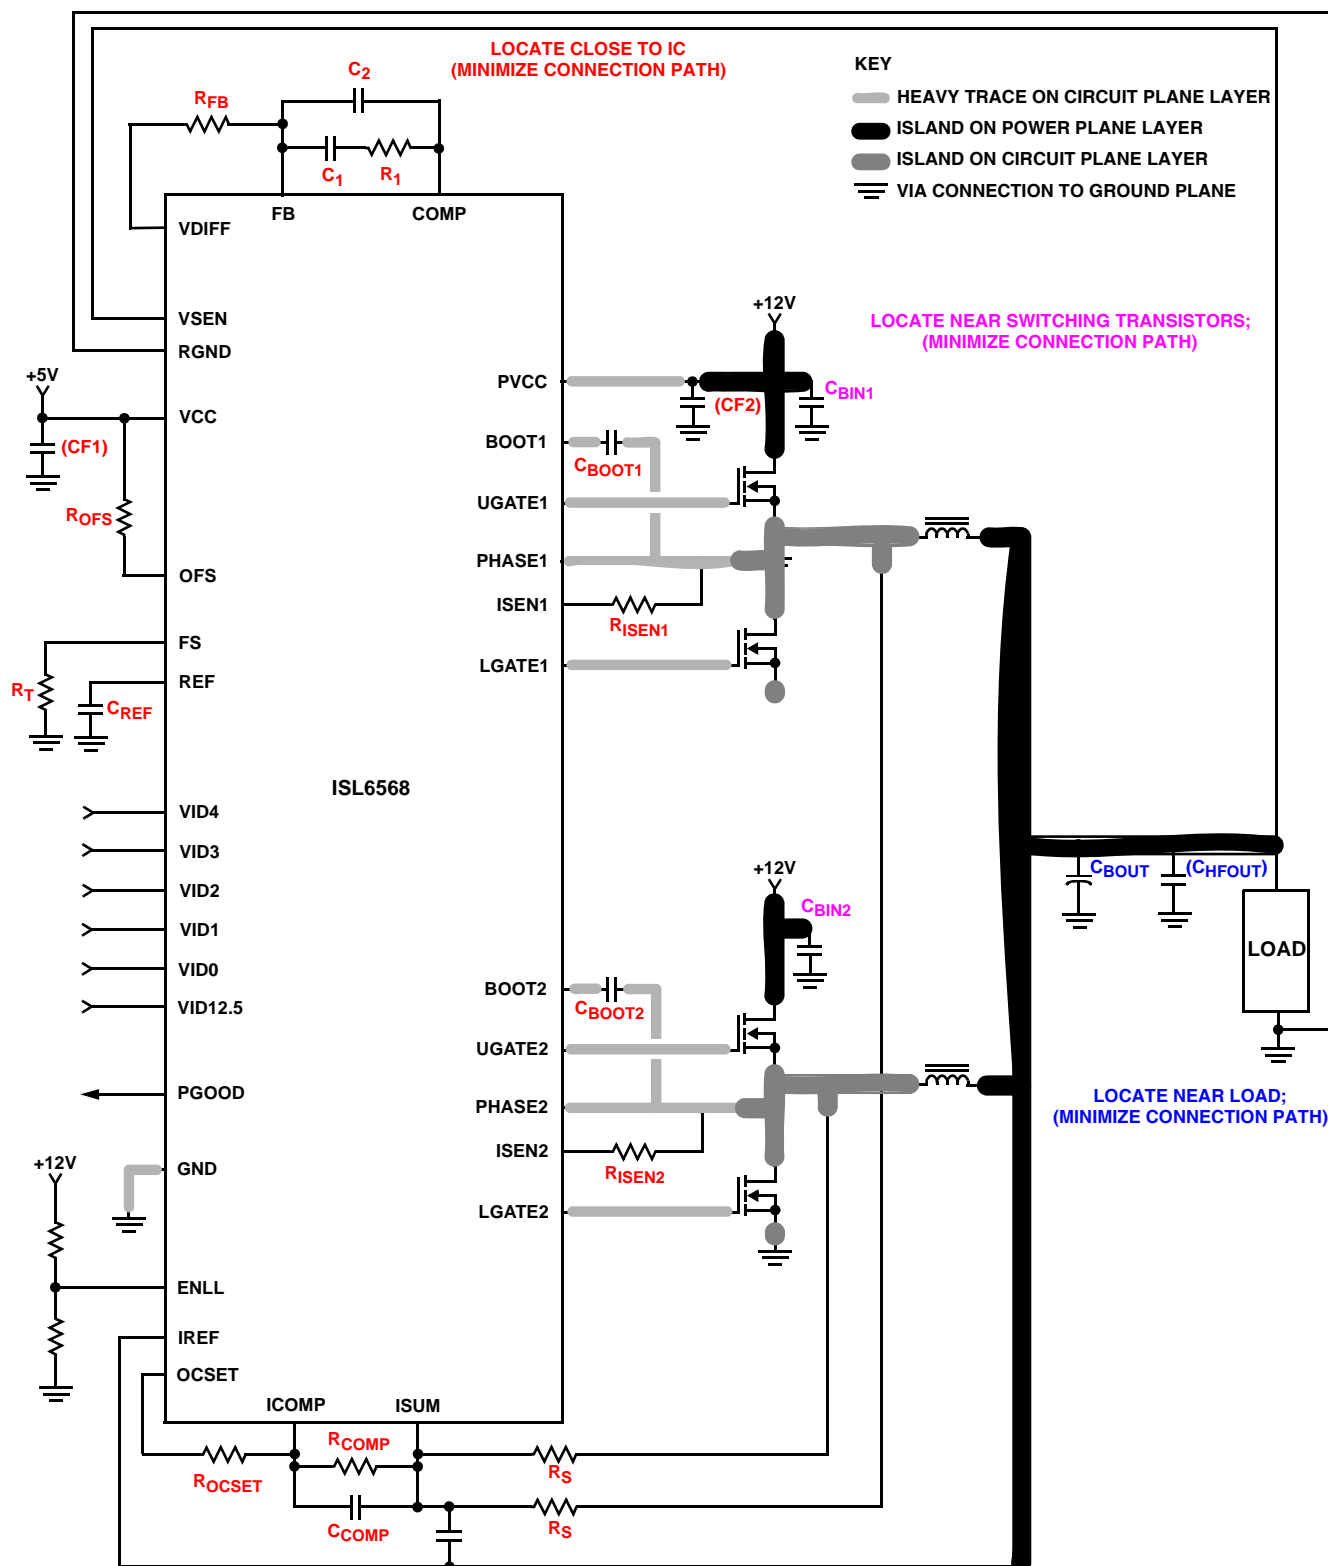 LOCATE CLOSE TO IC
(MINIMIZE CONNECTION PATH)
KEY
HEAVY TRACE ON CIRCUIT PLANE LAYER
ISLAND ON POWER PLANE LAYER
ISLAND ON CIRCUIT PLANE LAYER
VIA CONNECTION TO GROUND PLANE
C2
RFB
C1
R1
FB
COMP
VDIFF
VSEN
RGND
+5V
VCC
(CF1)
ROFS
OFS
FS
REF
RT
CREF
ISL6568
VID4
VID3
VID2
VID1
VID0
VID12.5
PGOOD
+12V
GND
ENLL
IREF
OCSET
ICOMP
ISUM
ROCSET
RCOMP
CCOMP
RS
RS
+12V
LOCATE NEAR SWITCHING TRANSISTORS;
(MINIMIZE CONNECTION PATH)
PVCC
(CF2)
CBIN1
BOOT1
CBOOT1
UGATE1
PHASE1
ISEN1
RISEN1
LGATE1
+12V
CBIN2
BOOT2
CBOOT2
UGATE2
PHASE2
ISEN2
RISEN2
LGATE2
CBOUT
(CHFOUT)
LOAD
LOCATE NEAR LOAD;
(MINIMIZE CONNECTION PATH)